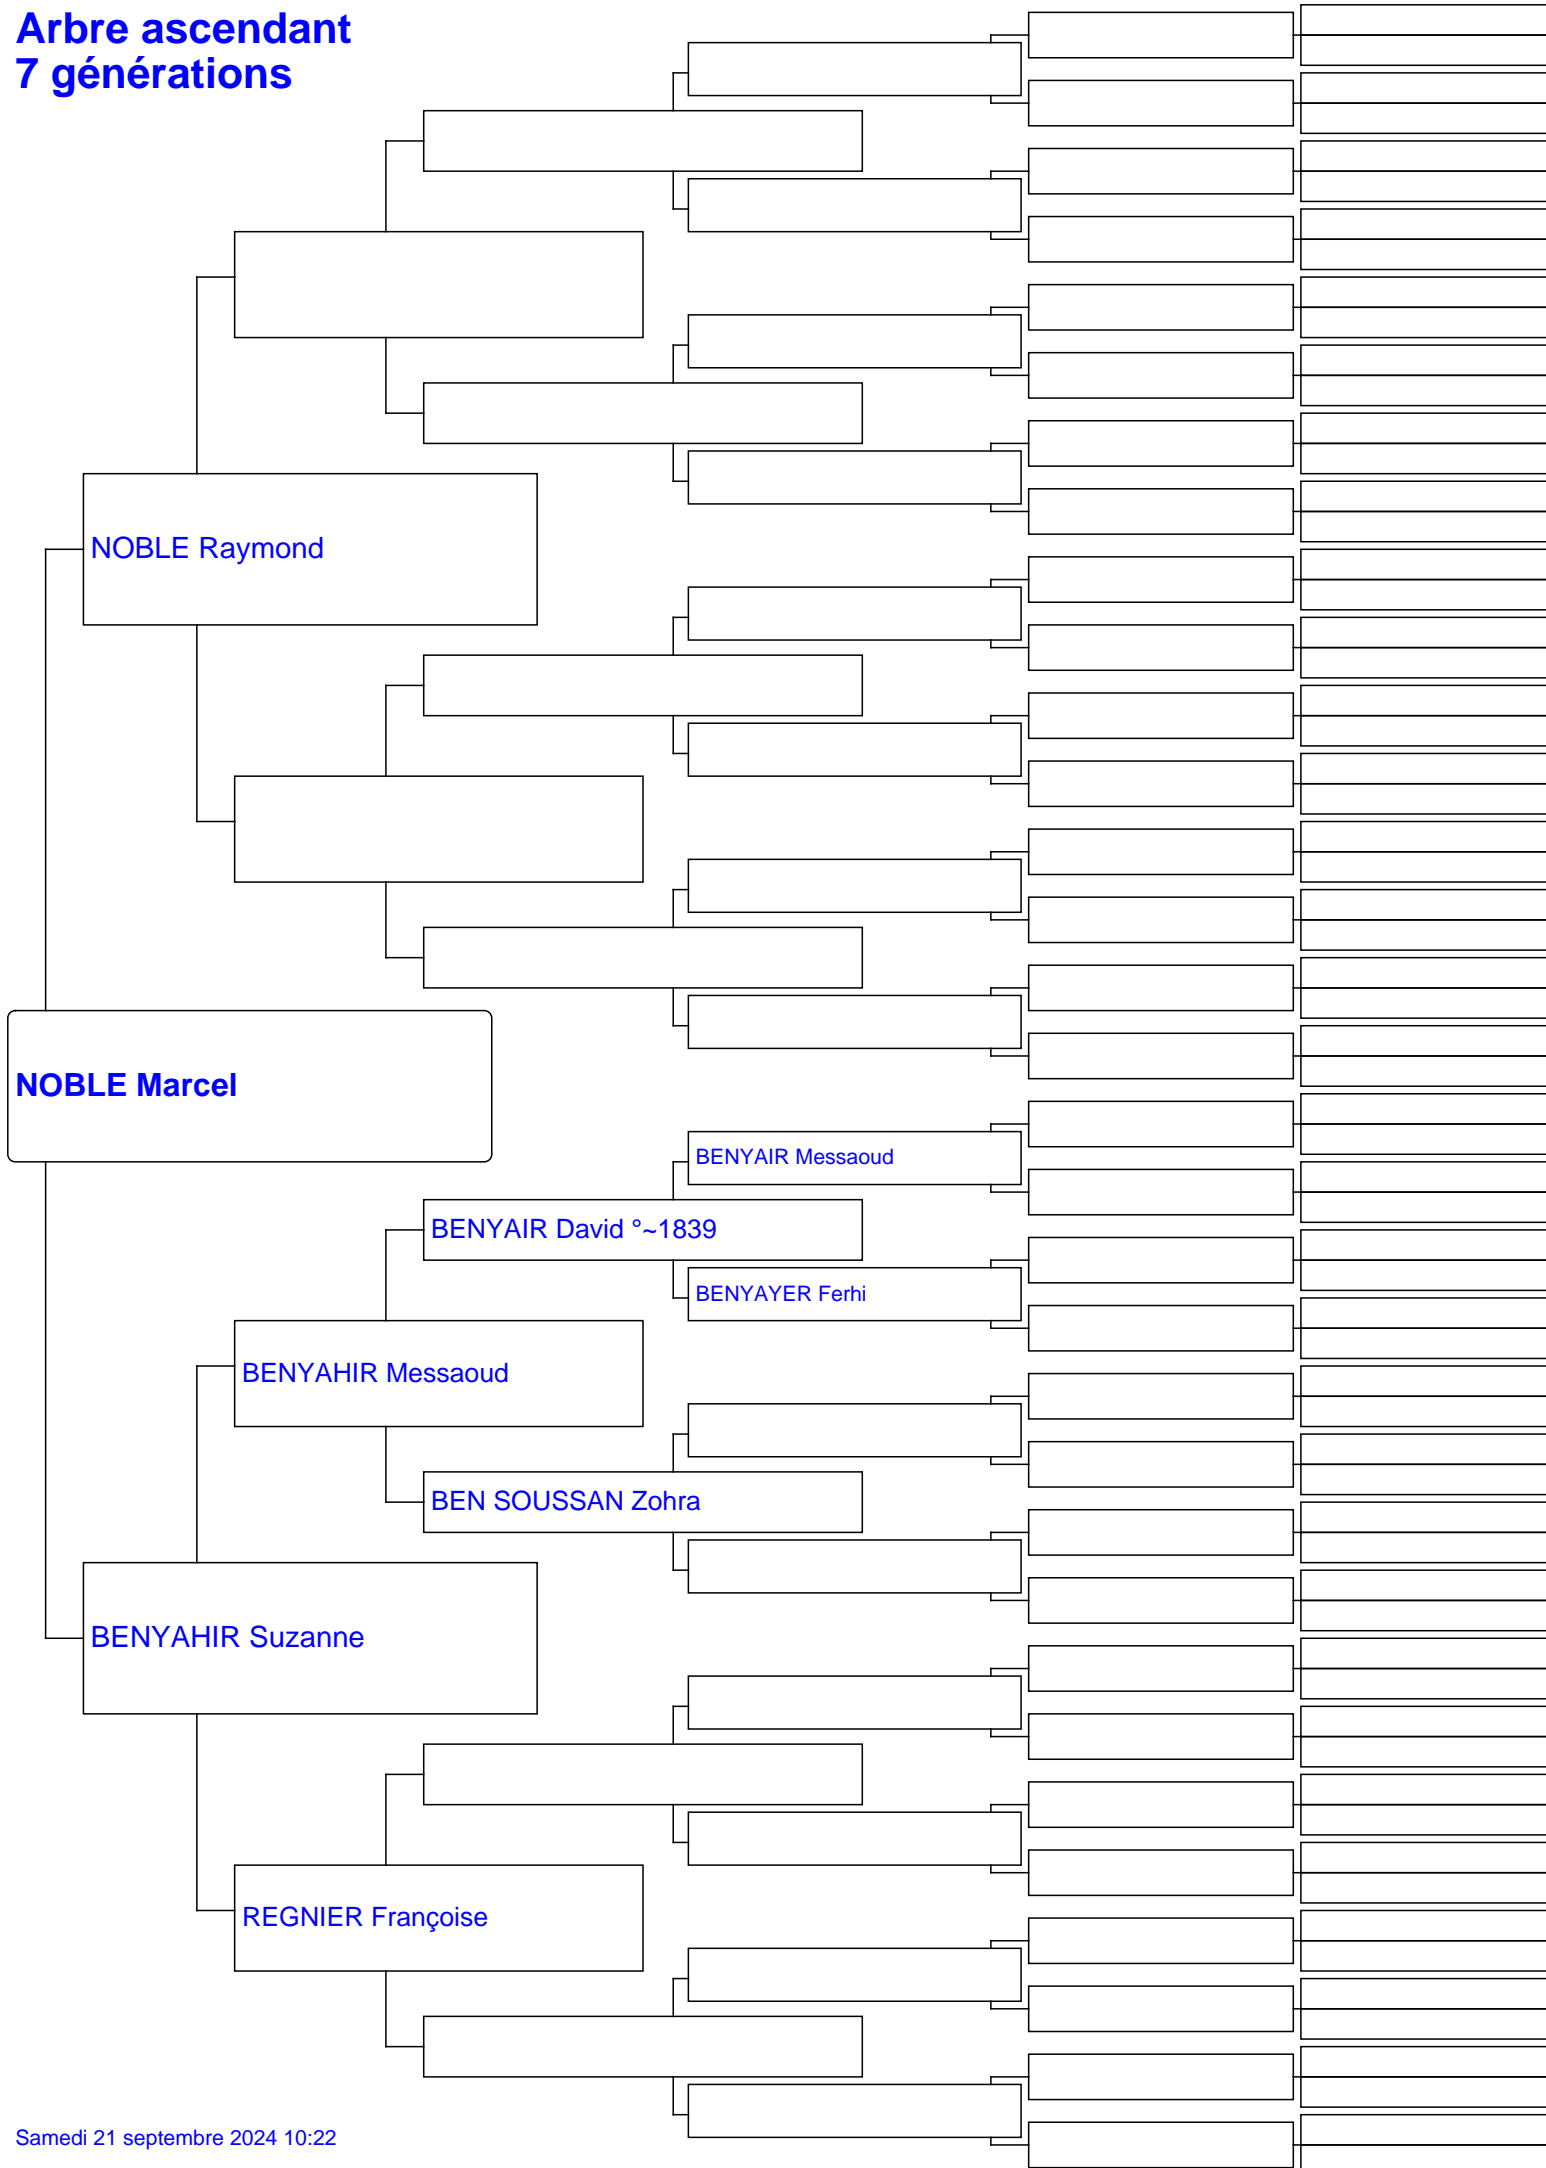 Arbre ascendant
7 générations
NOBLE Raymond
NOBLE Marcel
BENYAIR Messaoud
BENYAIR David °~1839
BENYAYER Ferhi
BENYAHIR Messaoud
BEN SOUSSAN Zohra
BENYAHIR Suzanne
REGNIER Françoise
Samedi 21 septembre 2024 10:22